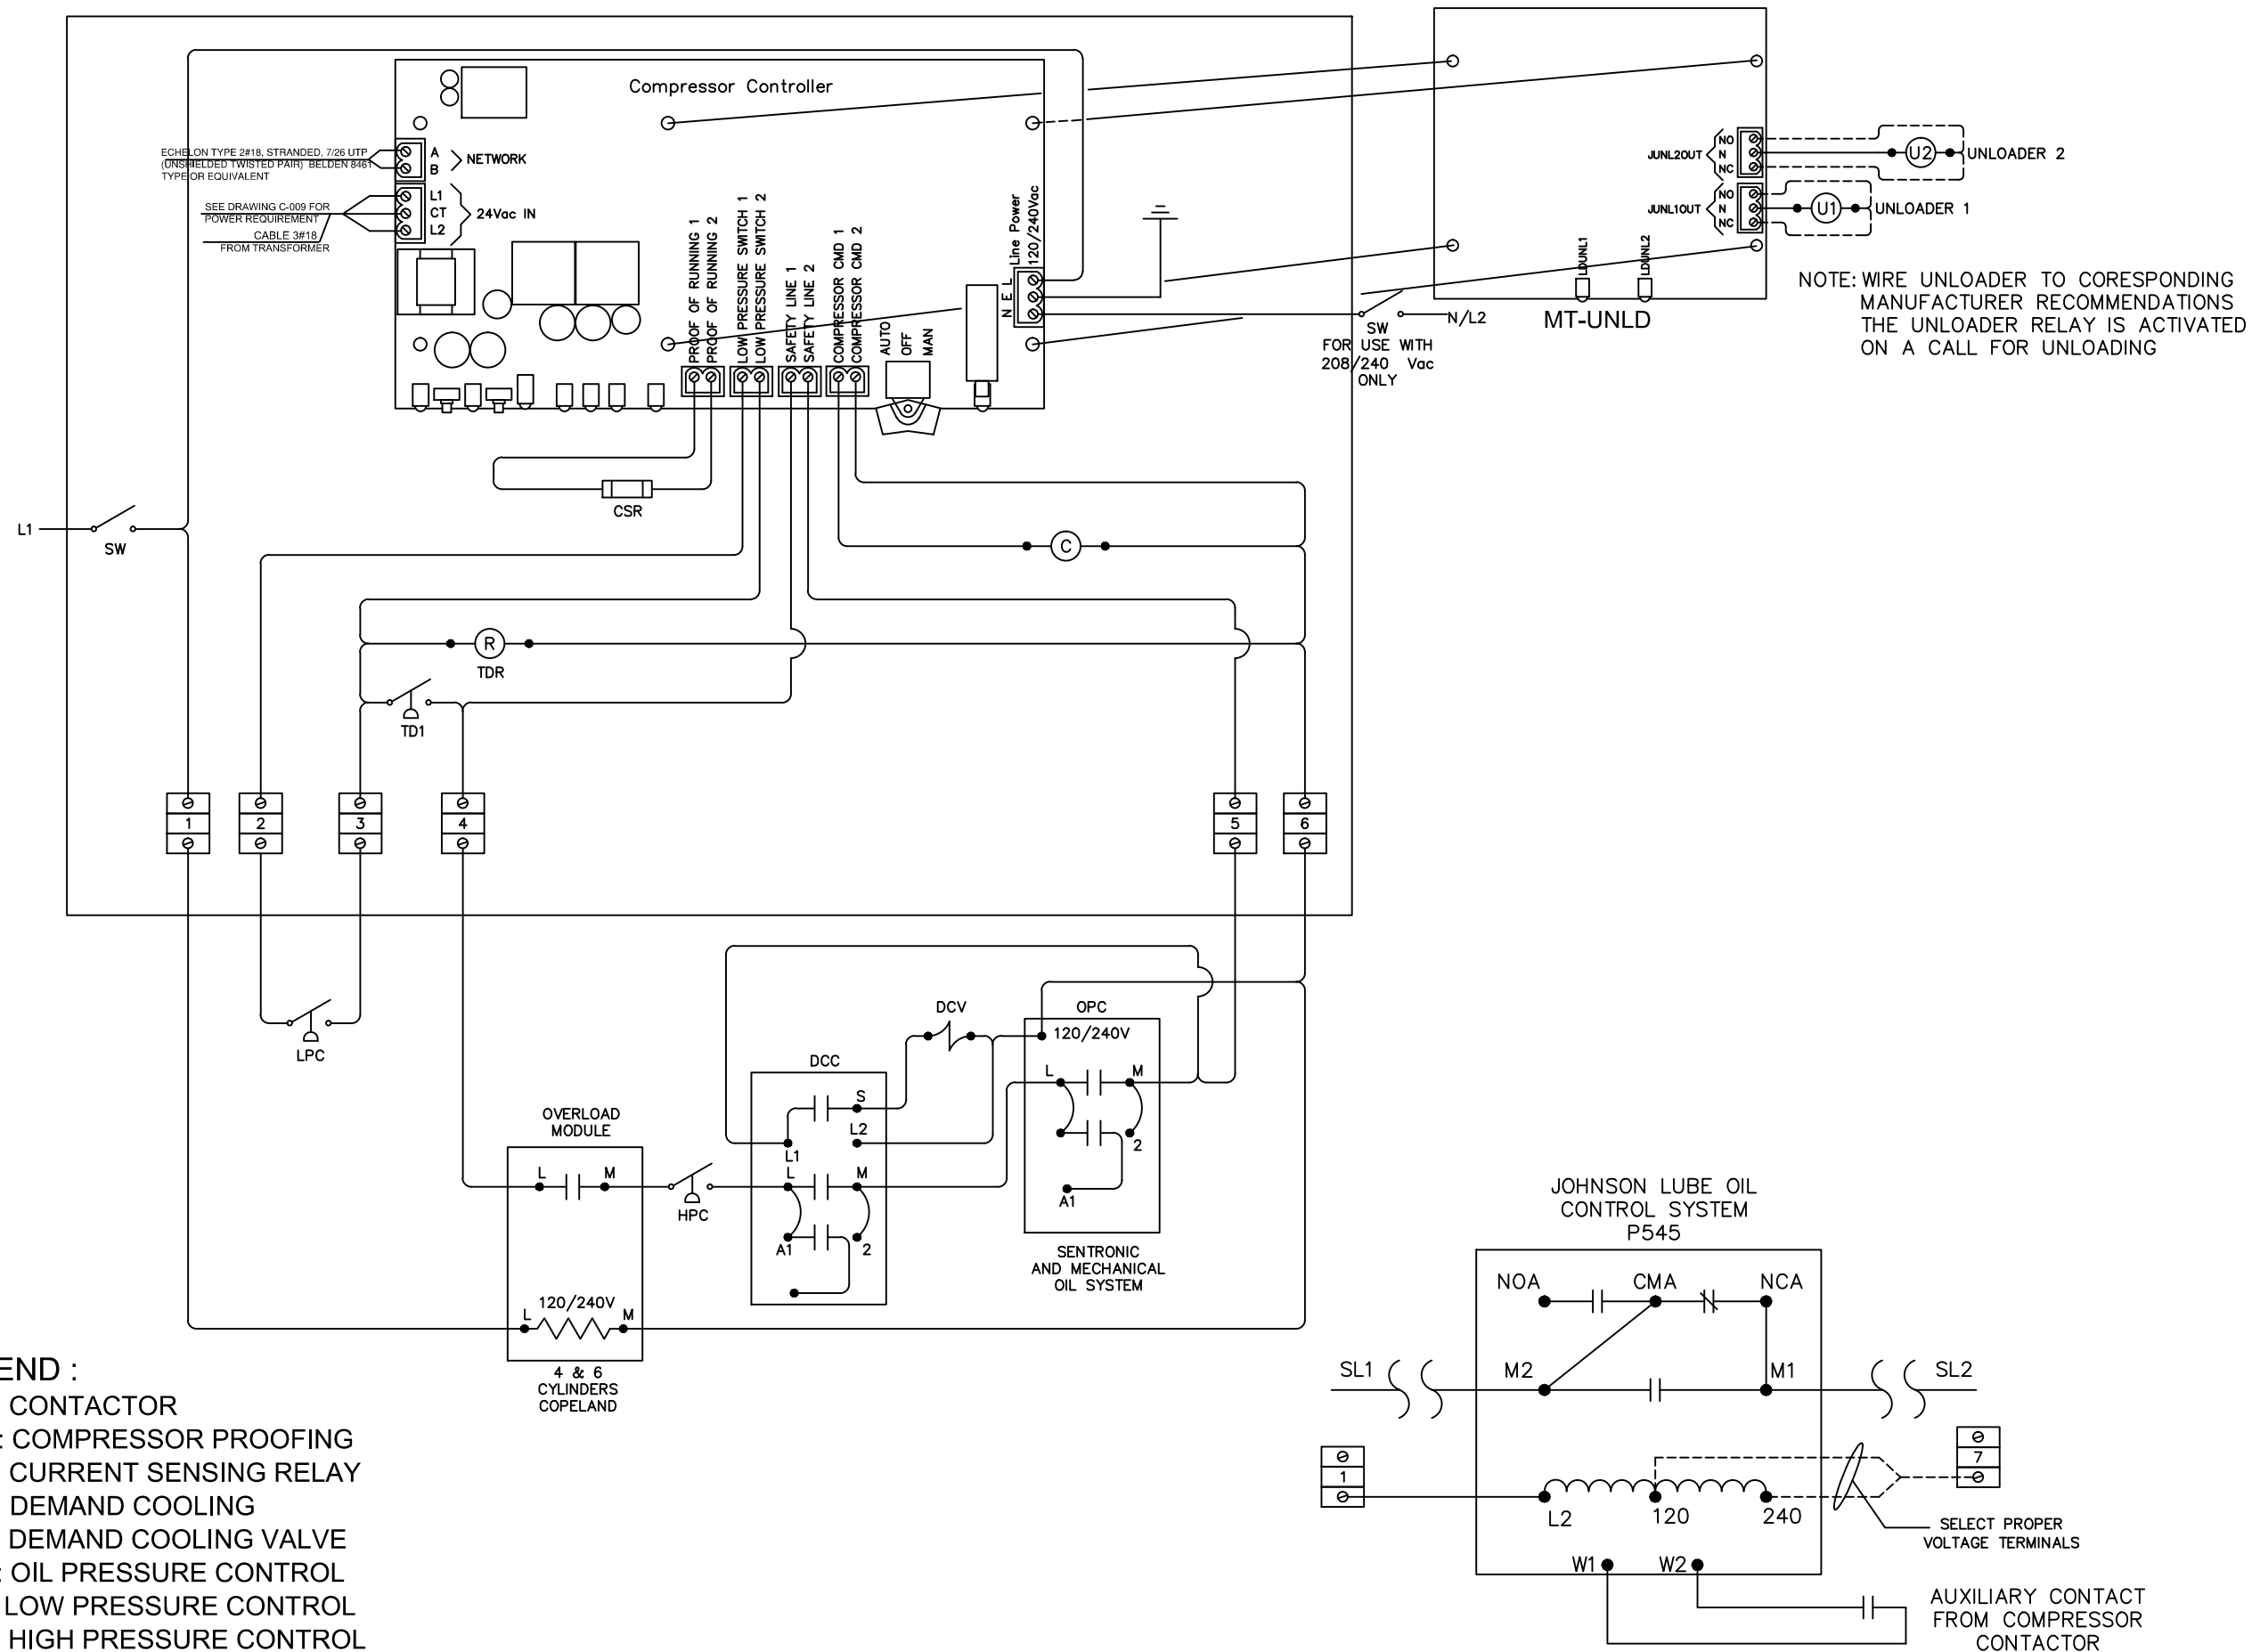 Compressor Controller
ECHELON TYPE 2#18, STRANDED, 7/26 UTP
(UNSHIELDED TWISTED PAIR) BELDEN 8461
TYPE OR EQUIVALENT
A
B
NETWORK
SEE DRAWING C-009 FOR
POWER REQUIREMENT
CABLE 3#18
FROM TRANSFORMER
L1
CT
L2
24Vac IN
PROOF OF RUNNING 1
PROOF OF RUNNING 2
LOW PRESSURE SWITCH 1
LOW PRESSURE SWITCH 2
SAFETY LINE 1
SAFETY LINE 2
COMPRESSOR CMD 1
COMPRESSOR CMD 2
AUTO
OFF
MAN
Line Power
120/240Vac
N E L
SW
N/L2
FOR USE WITH
208/240 Vac
ONLY
JUNL2OUT
NO
N
NC
U2
UNLOADER 2
JUNL1OUT
NO
N
NC
U1
UNLOADER 1
LDUNL1
LDUNL2
MT-UNLD
NOTE: WIRE UNLOADER TO CORESPONDING
MANUFACTURER RECOMMENDATIONS
THE UNLOADER RELAY IS ACTIVATED
ON A CALL FOR UNLOADING
CSR
L1
SW
C
R
TDR
TD1
1
2
3
4
5
6
LPC
DCV
OPC
120/240V
L
M
2
A1
SENTRONIC
AND MECHANICAL
OIL SYSTEM
DCC
S
L2
L1
L
M
A1
2
OVERLOAD
MODULE
L
M
HPC
120/240V
L
M
4 & 6
CYLINDERS
COPELAND
JOHNSON LUBE OIL
CONTROL SYSTEM
P545
NOA
CMA
NCA
SL1
M2
M1
SL2
1
7
L2
120
240
SELECT PROPER
VOLTAGE TERMINALS
W1
W2
AUXILIARY CONTACT
FROM COMPRESSOR
CONTACTOR
END :
CONTACTOR
: COMPRESSOR PROOFING
CURRENT SENSING RELAY
DEMAND COOLING
DEMAND COOLING VALVE
: OIL PRESSURE CONTROL
LOW PRESSURE CONTROL
HIGH PRESSURE CONTROL